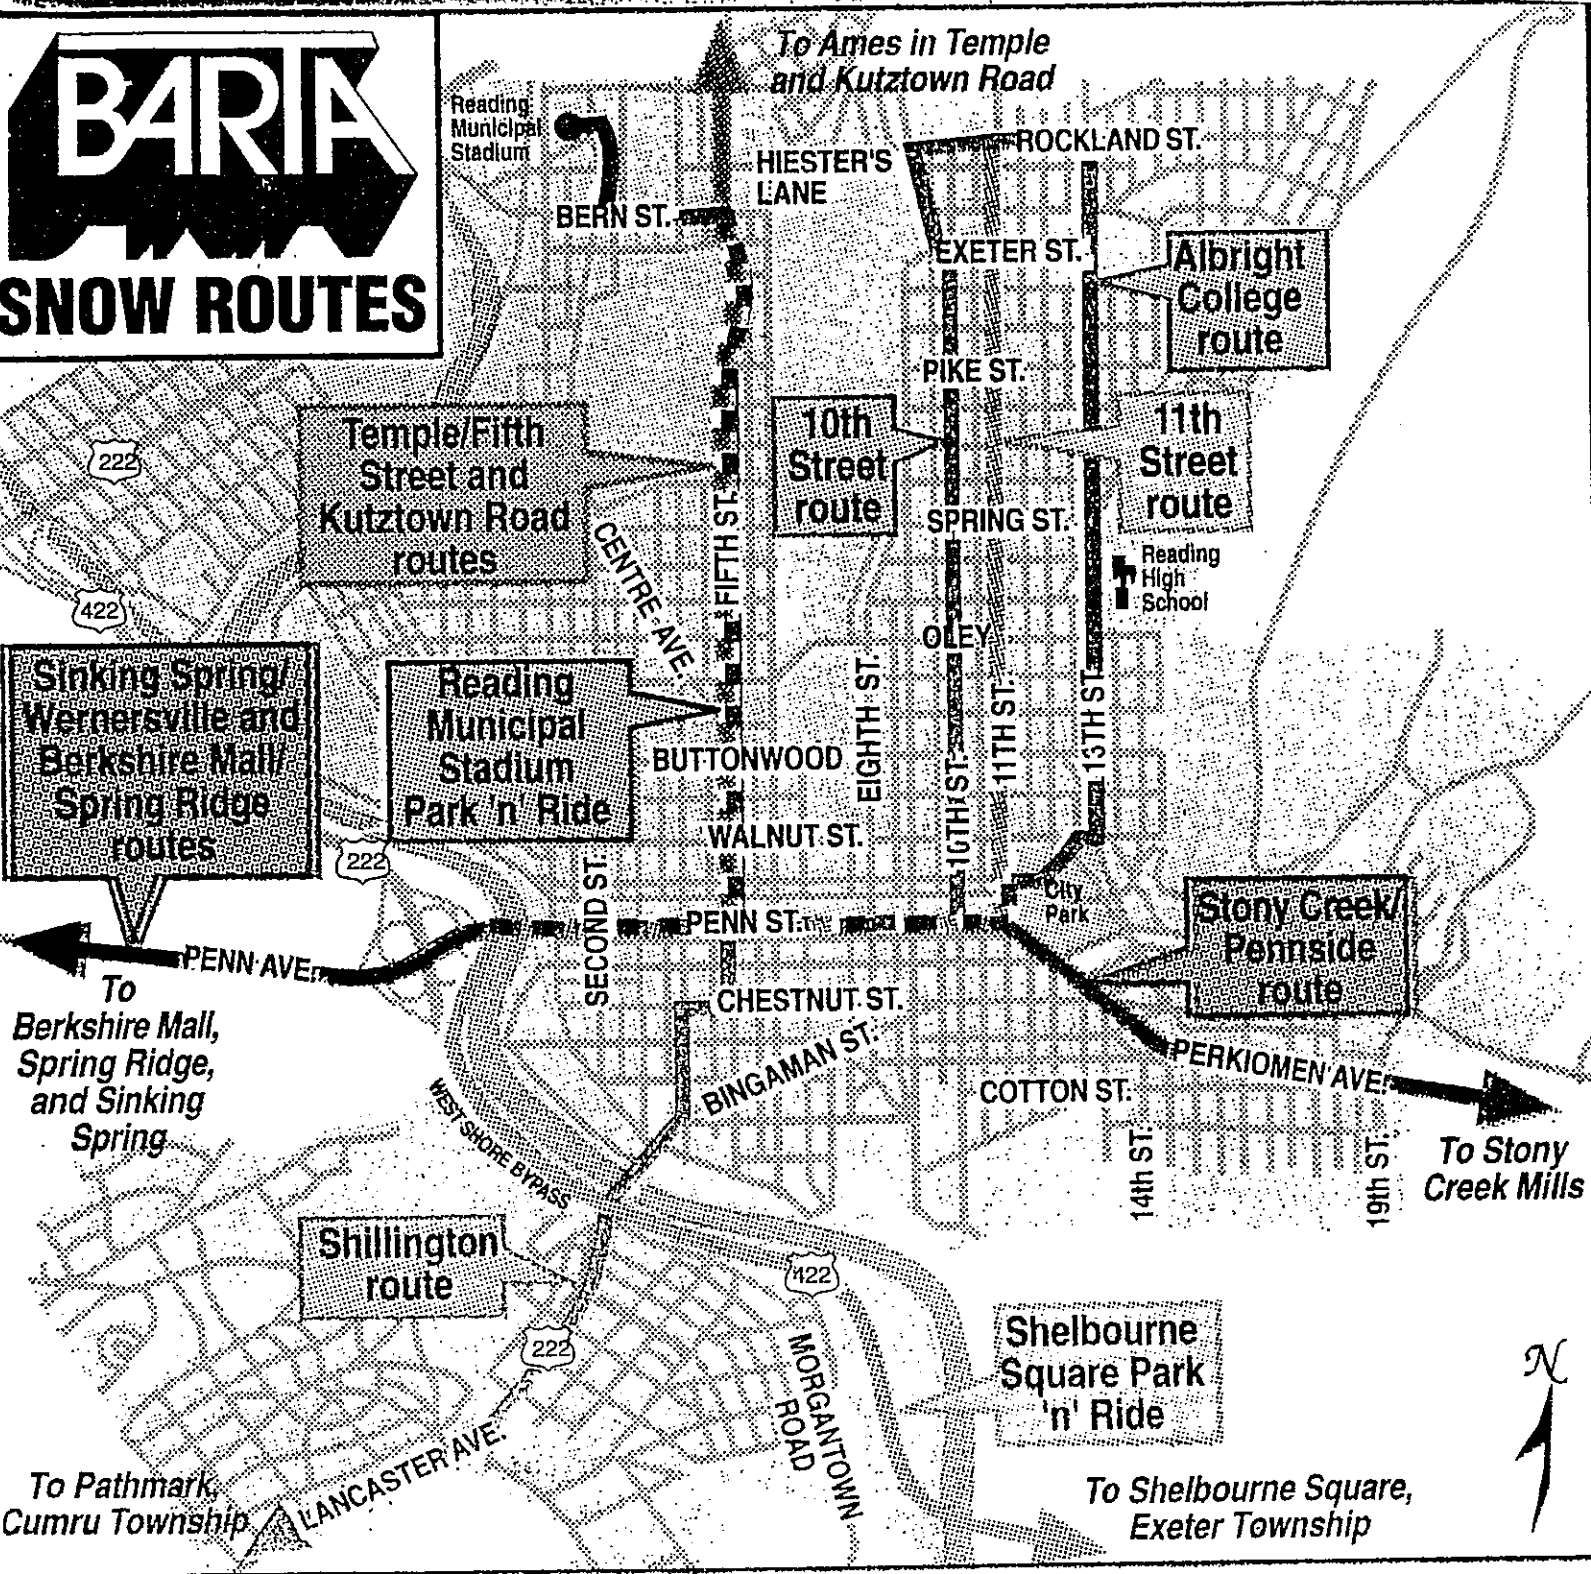 BARTA
SNOW ROUTES
To Ames in Temple
and Kutztown Road
Reading
Municipal
Stadium
HIESTER'S
LANE
ROCKLAND ST.
BERN ST.
EXETER ST.
Albright
College
route
PIKE ST.
222
Temple/Fifth
Street and
Kutztown Road
routes
10th
Street
route
11th
Street
route
CENTRE AVE.
FIFTH ST.
SPRING ST.
Reading
High
School
422
OLEY
Sinking Spring/
Wernersville and
Berkshire Mall/
Spring Ridge
routes
Reading
Municipal
Stadium
Park 'n' Ride
EIGHTH ST.
10TH ST.
11TH ST.
13TH ST.
BUTTONWOOD
WALNUT ST.
222
SECOND ST.
City
Park
PENN ST.
Stony Creek/
Pennside
route
PENN AVE.
To
Berkshire Mall,
Spring Ridge,
and Sinking
Spring
CHESTNUT ST.
BINGAMAN ST.
PERKIOMEN AVE.
COTTON ST.
WEST SHORE BYPASS
14th ST.
19th ST.
To Stony
Creek Mills
Shillington
route
422
222
MORGANTOWN
ROAD
Shelbourne
Square Park
'n' Ride
N
LANCASTER AVE.
To Pathmark,
Cumru Township
To Shelbourne Square,
Exeter Township